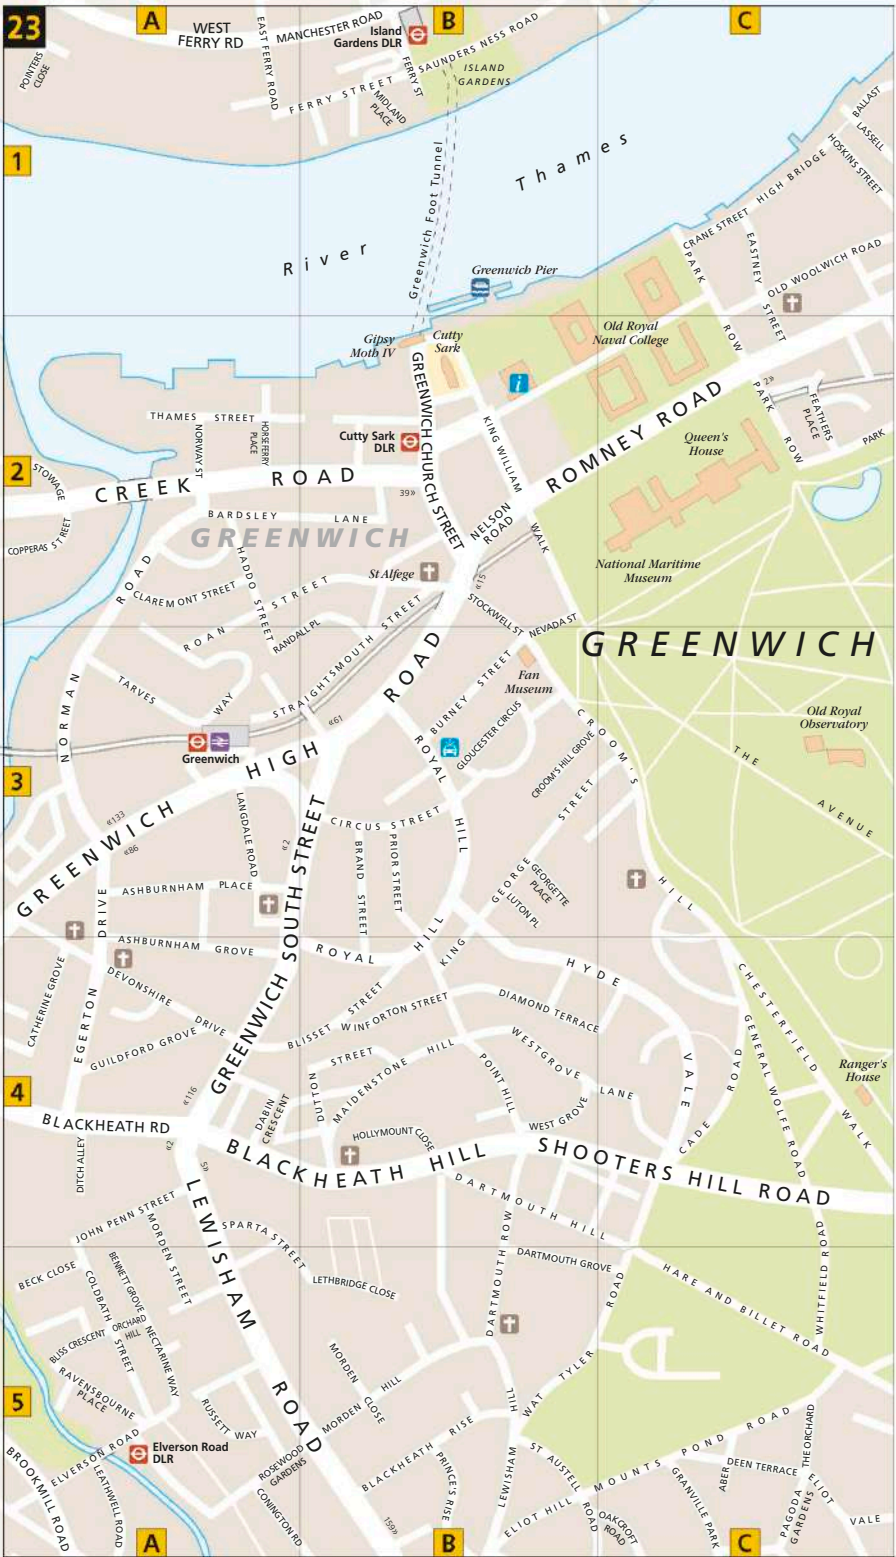 23
A
B
C
WEST
FERRY RD
EAST FERRY ROAD
MANCHESTER ROAD
Island
Gardens DLR
SAUNDERS NESS ROAD
ISLAND
GARDENS
POINTERS
CLOSE
FERRY STREET
FERRY ST
MIDLAND
PLACE
BALLAST
LASSELL
HOSKINS STREET
1
HIGH BRIDGE
River Thames
Greenwich Foot Tunnel
CRANE STREET
EASTNEY STREET
OLD WOOLWICH ROAD
PARK ROW
Greenwich Pier
Gipsy
Moth IV
Cutty
Sark
Old Royal
Naval College
i
THAMES STREET
NORWAY ST
HORSEFERRY
PLACE
Cutty Sark
DLR
GREENWICH CHURCH STREET
KING WILLIAM WALK
ROMNEY ROAD
Queen's
House
2»
PARK ROW
FEATHERS
PLACE
PARK
2
STOWAGE
CREEK ROAD
39»
NELSON
ROAD
COPPERAS STREET
BARDSLEY LANE
GREENWICH
National Maritime
Museum
St Alfege
«15
NORMAN ROAD
CLAREMONT STREET
HADDO STREET
ROAN STREET
RANDALL PL
STRAIGHTSMOUTH STREET
STOCKWELL ST
NEVADA ST
GREENWICH
Fan
Museum
TARVES WAY
«61
BURNEY STREET
GLOUCESTER CIRCUS
CROOM'S HILL
CROOM'S HILL GROVE
Old Royal
Observatory
Greenwich
3
GREENWICH HIGH ROAD
«133
«86
ROYAL HILL
THE AVENUE
LANGDALE ROAD
«2
CIRCUS STREET
BRAND STREET
PRIOR STREET
GEORGE STREET
GEORGETTE
PLACE
LUTON PL
KING
ASHBURNHAM PLACE
ASHBURNHAM GROVE
GREENWICH SOUTH STREET
ROYAL HILL
EGERTON DRIVE
CATHERINE GROVE
DEVONSHIRE DRIVE
GUILDFORD GROVE
BLISSET STREET
WINFORTON STREET
DIAMOND TERRACE
HYDE VALE
CHESTERFIELD WALK
GENERAL WOLFE ROAD
Ranger's
House
4
DUTTON STREET
MAIDENSTONE HILL
POINT HILL
WESTGROVE LANE
WEST GROVE
CADE ROAD
DABIN
CRESCENT
HOLLYMOUNT CLOSE
«116
BLACKHEATH RD
«2
5»
BLACKHEATH HILL
SHOOTERS HILL ROAD
DITCH ALLEY
LEWISHAM ROAD
DARTMOUTH HILL
JOHN PENN STREET
MORDEN STREET
SPARTA STREET
LETHBRIDGE CLOSE
DARTMOUTH ROW
DARTMOUTH GROVE
HARE AND BILLET ROAD
WHITFIELD ROAD
BECK CLOSE
COLDBATH STREET
BENNETT GROVE
NECTARINE WAY
ORCHARD
HILL
BLISS CRESCENT
RAVENSBOURNE
PLACE
RUSSETT WAY
MORDEN CLOSE
MORDEN HILL
WAT TYLER ROAD
5
Elverson Road
DLR
ELVERSON ROAD
BROOKMILL ROAD
LEATHWELL ROAD
ROSEWOOD
GARDENS
CONINGTON RD
159»
BLACKHEATH RISE
PRINCE'S RISE
LEWISHAM HILL
ST AUSTELL ROAD
ELIOT HILL
MOUNTS POND ROAD
OAKCROFT
ROAD
GRANVILLE PARK
ABERDEEN TERRACE
THE ORCHARD
PAGODA
GARDENS
ELIOT VALE
A
B
C